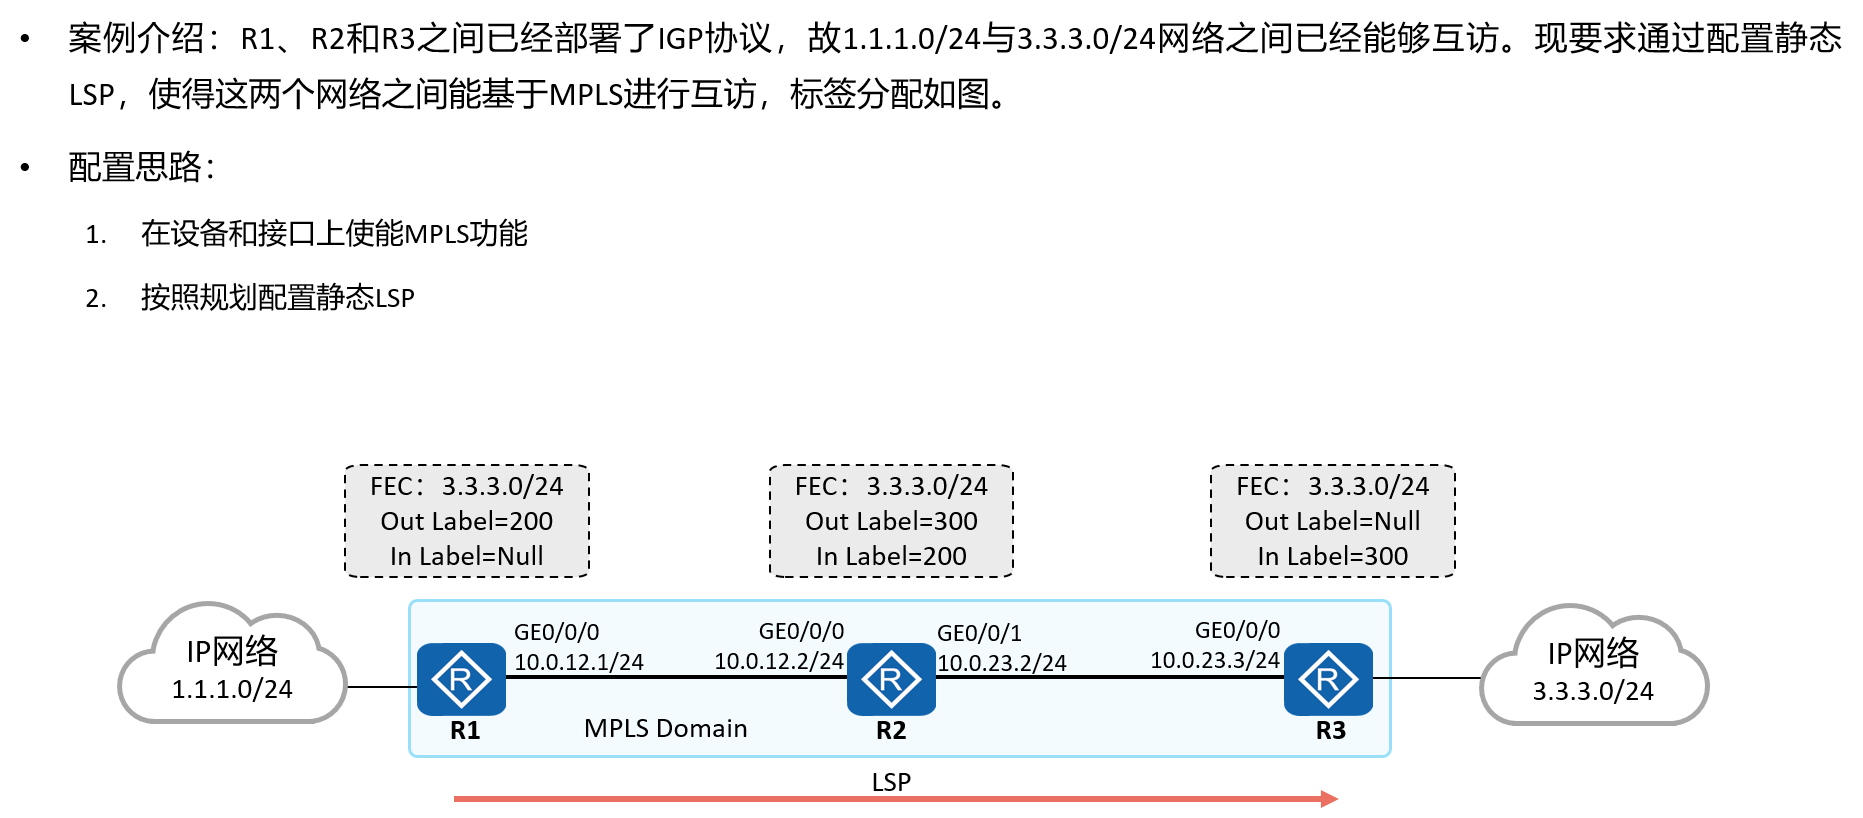 • 案例介绍：R1、R2和R3之间已经部署了IGP协议，故1.1.1.0/24与3.3.3.0/24网络之间已经能够互访。现要求通过配置静态
LSP，使得这两个网络之间能基于MPLS进行互访，标签分配如图。
• 配置思路：
1. 在设备和接口上使能MPLS功能
2. 按照规划配置静态LSP
FEC：3.3.3.0/24
Out Label=200
In Label=Null
FEC：3.3.3.0/24
Out Label=300
In Label=200
FEC：3.3.3.0/24
Out Label=Null
In Label=300
IP网络
1.1.1.0/24
R
R1
GE0/0/0
10.0.12.1/24
MPLS Domain
GE0/0/0
10.0.12.2/24
R
R2
GE0/0/1
10.0.23.2/24
GE0/0/0
10.0.23.3/24
R
R3
IP网络
3.3.3.0/24
LSP